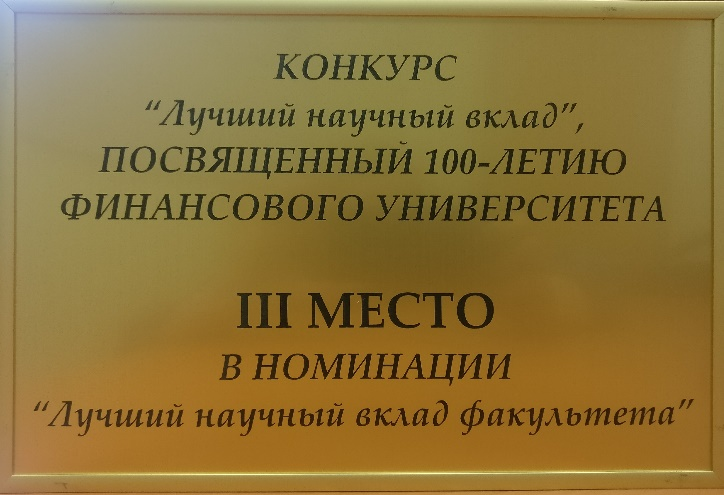 КОНКУРС
“Лучший научный вклад”,
ПОСВЯЩЕННЫЙ 100-ЛЕТИЮ
ФИНАНСОВОГО УНИВЕРСИТЕТА
III МЕСТО
В НОМИНАЦИИ
“Лучший научный вклад факультета”